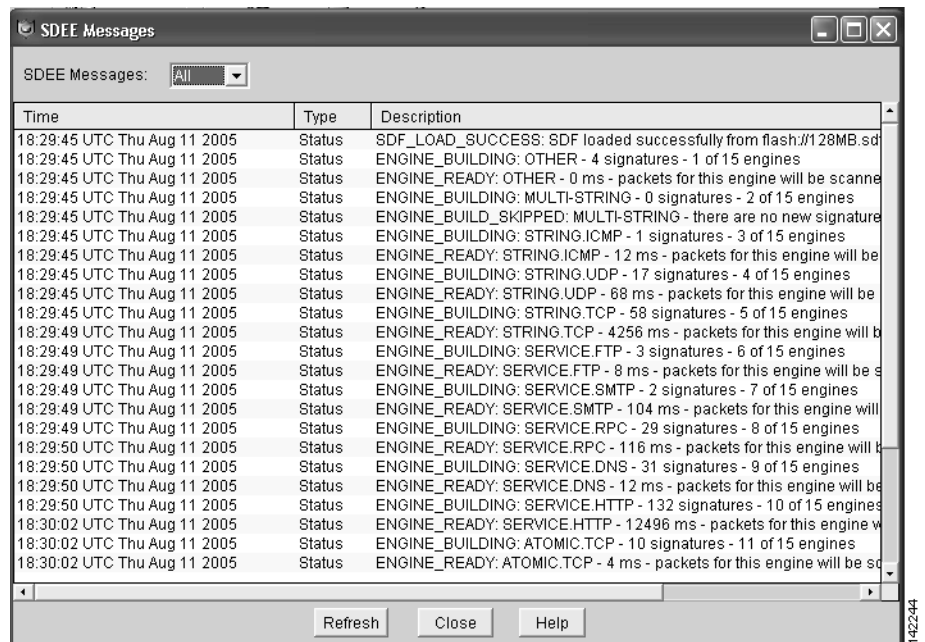 SDEE Messages
SDEE Messages: All
Time Type Description
18:29:45 UTC Thu Aug 11 2005 Status SDF_LOAD_SUCCESS: SDF loaded successfully from flash://128MB.sdf
18:29:45 UTC Thu Aug 11 2005 Status ENGINE_BUILDING: OTHER - 4 signatures - 1 of 15 engines
18:29:45 UTC Thu Aug 11 2005 Status ENGINE_READY: OTHER - 0 ms - packets for this engine will be scanne
18:29:45 UTC Thu Aug 11 2005 Status ENGINE_BUILDING: MULTI-STRING - 0 signatures - 2 of 15 engines
18:29:45 UTC Thu Aug 11 2005 Status ENGINE_BUILD_SKIPPED: MULTI-STRING - there are no new signature
18:29:45 UTC Thu Aug 11 2005 Status ENGINE_BUILDING: STRING.ICMP - 1 signatures - 3 of 15 engines
18:29:45 UTC Thu Aug 11 2005 Status ENGINE_READY: STRING.ICMP - 12 ms - packets for this engine will be
18:29:45 UTC Thu Aug 11 2005 Status ENGINE_BUILDING: STRING.UDP - 17 signatures - 4 of 15 engines
18:29:45 UTC Thu Aug 11 2005 Status ENGINE_READY: STRING.UDP - 68 ms - packets for this engine will be
18:29:45 UTC Thu Aug 11 2005 Status ENGINE_BUILDING: STRING.TCP - 58 signatures - 5 of 15 engines
18:29:49 UTC Thu Aug 11 2005 Status ENGINE_READY: STRING.TCP - 4256 ms - packets for this engine will b
18:29:49 UTC Thu Aug 11 2005 Status ENGINE_BUILDING: SERVICE.FTP - 3 signatures - 6 of 15 engines
18:29:49 UTC Thu Aug 11 2005 Status ENGINE_READY: SERVICE.FTP - 8 ms - packets for this engine will be s
18:29:49 UTC Thu Aug 11 2005 Status ENGINE_BUILDING: SERVICE.SMTP - 2 signatures - 7 of 15 engines
18:29:49 UTC Thu Aug 11 2005 Status ENGINE_READY: SERVICE.SMTP - 104 ms - packets for this engine will
18:29:49 UTC Thu Aug 11 2005 Status ENGINE_BUILDING: SERVICE.RPC - 29 signatures - 8 of 15 engines
18:29:50 UTC Thu Aug 11 2005 Status ENGINE_READY: SERVICE.RPC - 116 ms - packets for this engine will b
18:29:50 UTC Thu Aug 11 2005 Status ENGINE_BUILDING: SERVICE.DNS - 31 signatures - 9 of 15 engines
18:29:50 UTC Thu Aug 11 2005 Status ENGINE_READY: SERVICE.DNS - 12 ms - packets for this engine will be
18:29:50 UTC Thu Aug 11 2005 Status ENGINE_BUILDING: SERVICE.HTTP - 132 signatures - 10 of 15 engines
18:30:02 UTC Thu Aug 11 2005 Status ENGINE_READY: SERVICE.HTTP - 12496 ms - packets for this engine w
18:30:02 UTC Thu Aug 11 2005 Status ENGINE_BUILDING: ATOMIC.TCP - 10 signatures - 11 of 15 engines
18:30:02 UTC Thu Aug 11 2005 Status ENGINE_READY: ATOMIC.TCP - 4 ms - packets for this engine will be sc
Refresh Close Help
142244